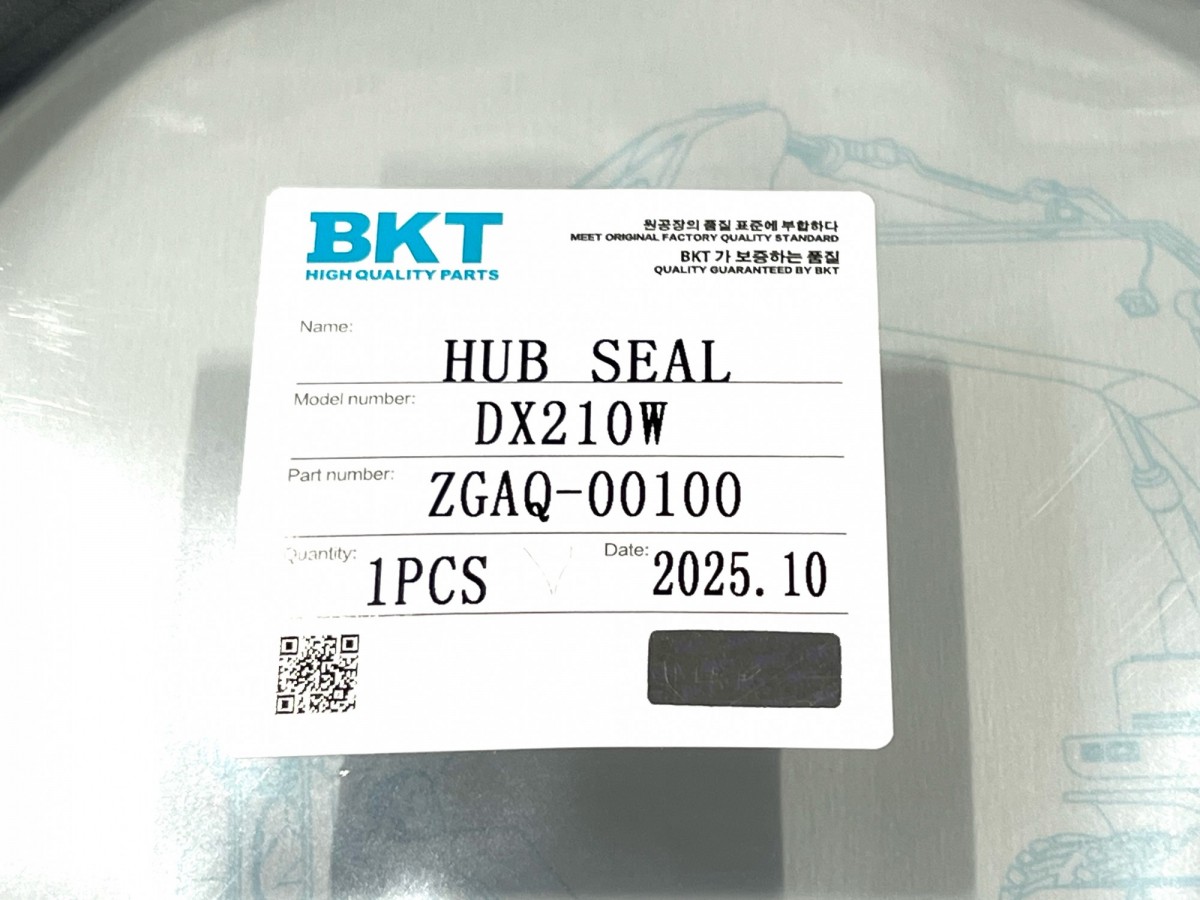 BKT
HIGH QUALITY PARTS
원공장의 품질 표준에 부합하다
MEET ORIGINAL FACTORY QUALITY STANDARD
BKT 가 보증하는 품질
QUALITY GUARANTEED BY BKT
Name: HUB SEAL
Model number: DX210W
Part number: ZGAQ-00100
Quantity: 1PCS Date: 2025.10